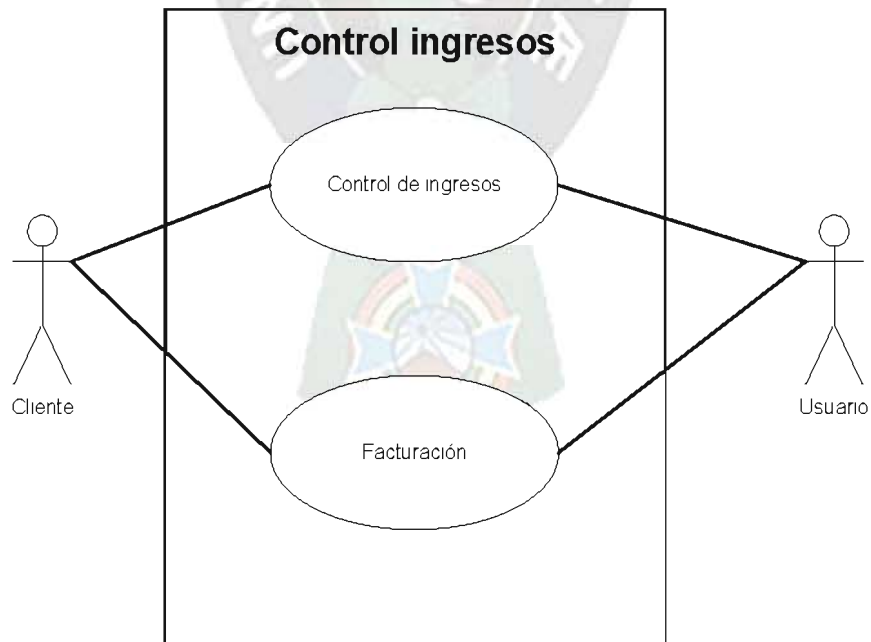 Control ingresos
Control de ingresos
Cliente
Usuario
Facturación